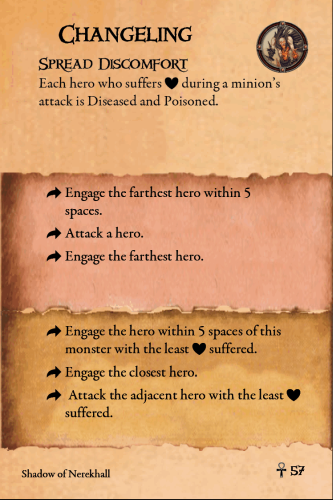 Changeling
Spread Discomfort
Each hero who suffers ♥ during a minion's
attack is Diseased and Poisoned.
Engage the farthest hero within 5
spaces.
Attack a hero.
Engage the farthest hero.
Engage the hero within 5 spaces of this
monster with the least ♥ suffered.
Engage the closest hero.
Attack the adjacent hero with the least ♥
suffered.
Shadow of Nerekhall
☥ 57